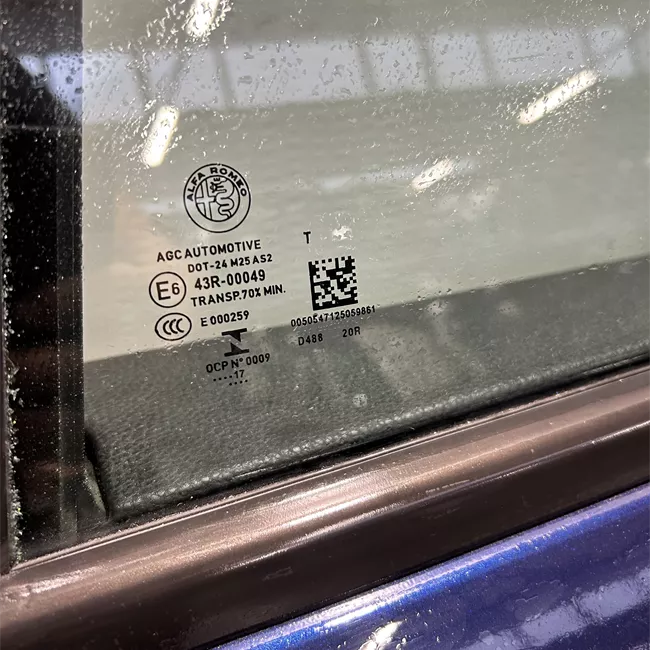 ALFA ROMEO
AGC AUTOMOTIVE
DOT-24 M25 AS2
E6 43R-00049
TRANSP.70% MIN.
CCC E 000259
OCP N° 0009
....17
....
T
0050547125059861
D488 20R